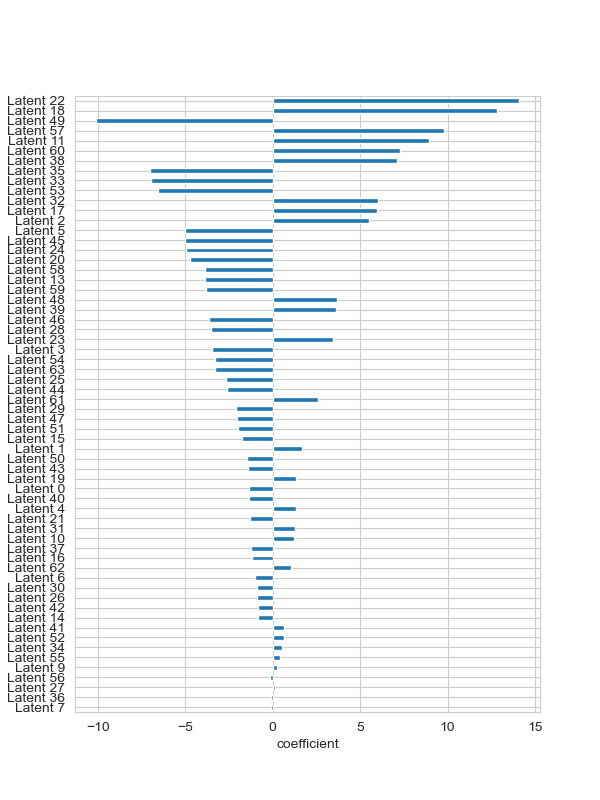 Latent 22
Latent 18
Latent 49
Latent 57
Latent 11
Latent 60
Latent 38
Latent 35
Latent 33
Latent 53
Latent 32
Latent 17
Latent 2
Latent 5
Latent 45
Latent 24
Latent 20
Latent 58
Latent 13
Latent 59
Latent 48
Latent 39
Latent 46
Latent 28
Latent 23
Latent 3
Latent 54
Latent 63
Latent 25
Latent 44
Latent 61
Latent 29
Latent 47
Latent 51
Latent 15
Latent 1
Latent 50
Latent 43
Latent 19
Latent 0
Latent 40
Latent 4
Latent 21
Latent 31
Latent 10
Latent 37
Latent 16
Latent 62
Latent 6
Latent 30
Latent 26
Latent 42
Latent 14
Latent 41
Latent 52
Latent 34
Latent 55
Latent 9
Latent 56
Latent 27
Latent 36
Latent 7
−10 −5 0 5 10 15
coefficient